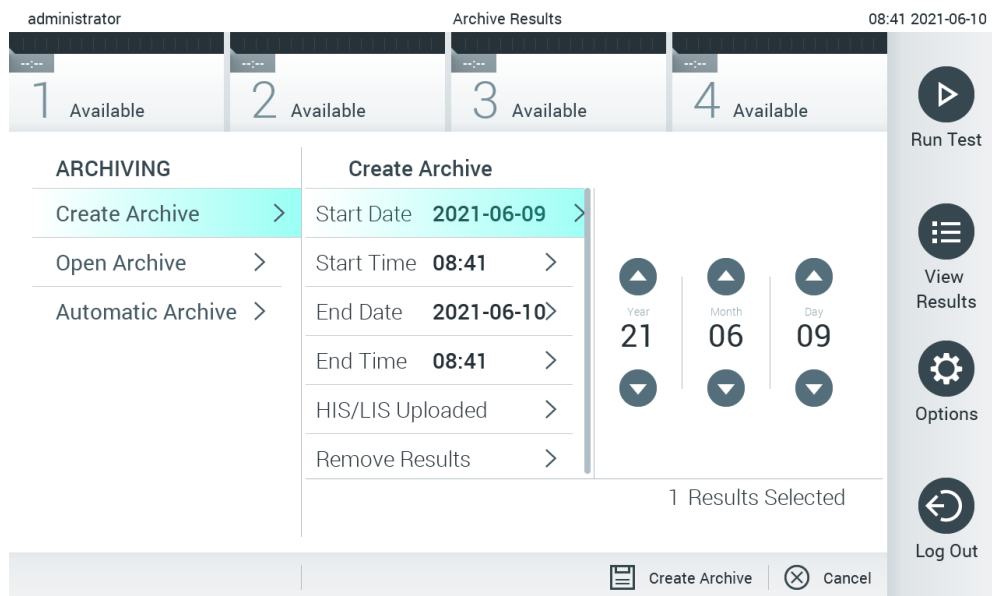 administrator
Archive Results
08:41 2021-06-10
--:--
--:--
--:--
--:--
1 Available
2 Available
3 Available
4 Available
Run Test
View
Results
Options
Log Out
ARCHIVING
Create Archive
Open Archive
Automatic Archive
Create Archive
Start Date 2021-06-09
Start Time 08:41
End Date 2021-06-10
End Time 08:41
HIS/LIS Uploaded
Remove Results
Year
21
Month
06
Day
09
1 Results Selected
Create Archive
Cancel